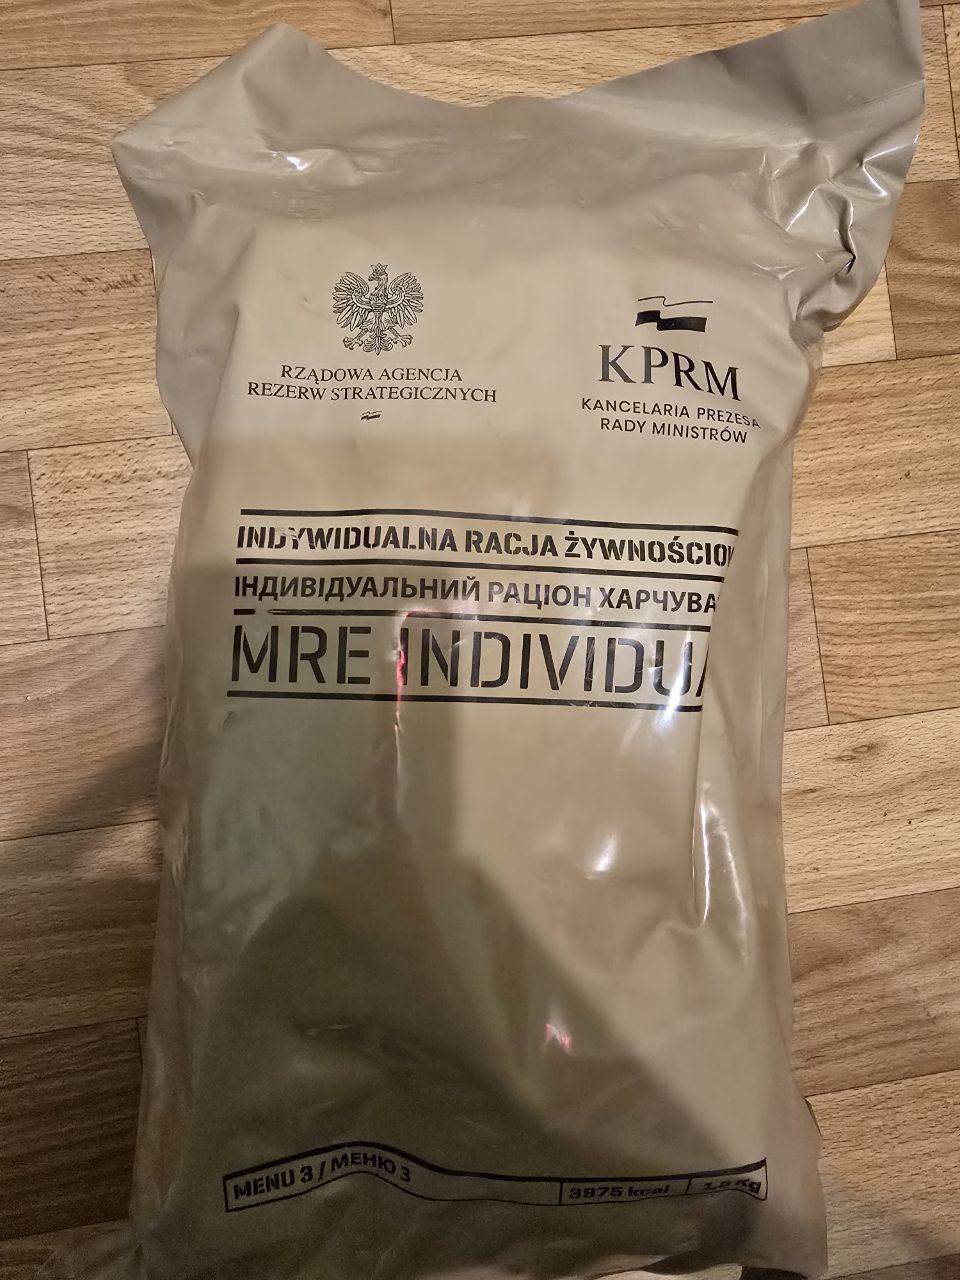 RZĄDOWA AGENCJA
REZERW STRATEGICZNYCH
KPRM
KANCELARIA PREZESA
RADY MINISTRÓW
INDYWIDUALNA RACJA ŻYWNOŚCIO
ІНДИВІДУАЛЬНИЙ РАЦІОН ХАРЧУВА
MRE INDIVIDUA
MENU 3 / МЕНЮ 3
3975 kcal